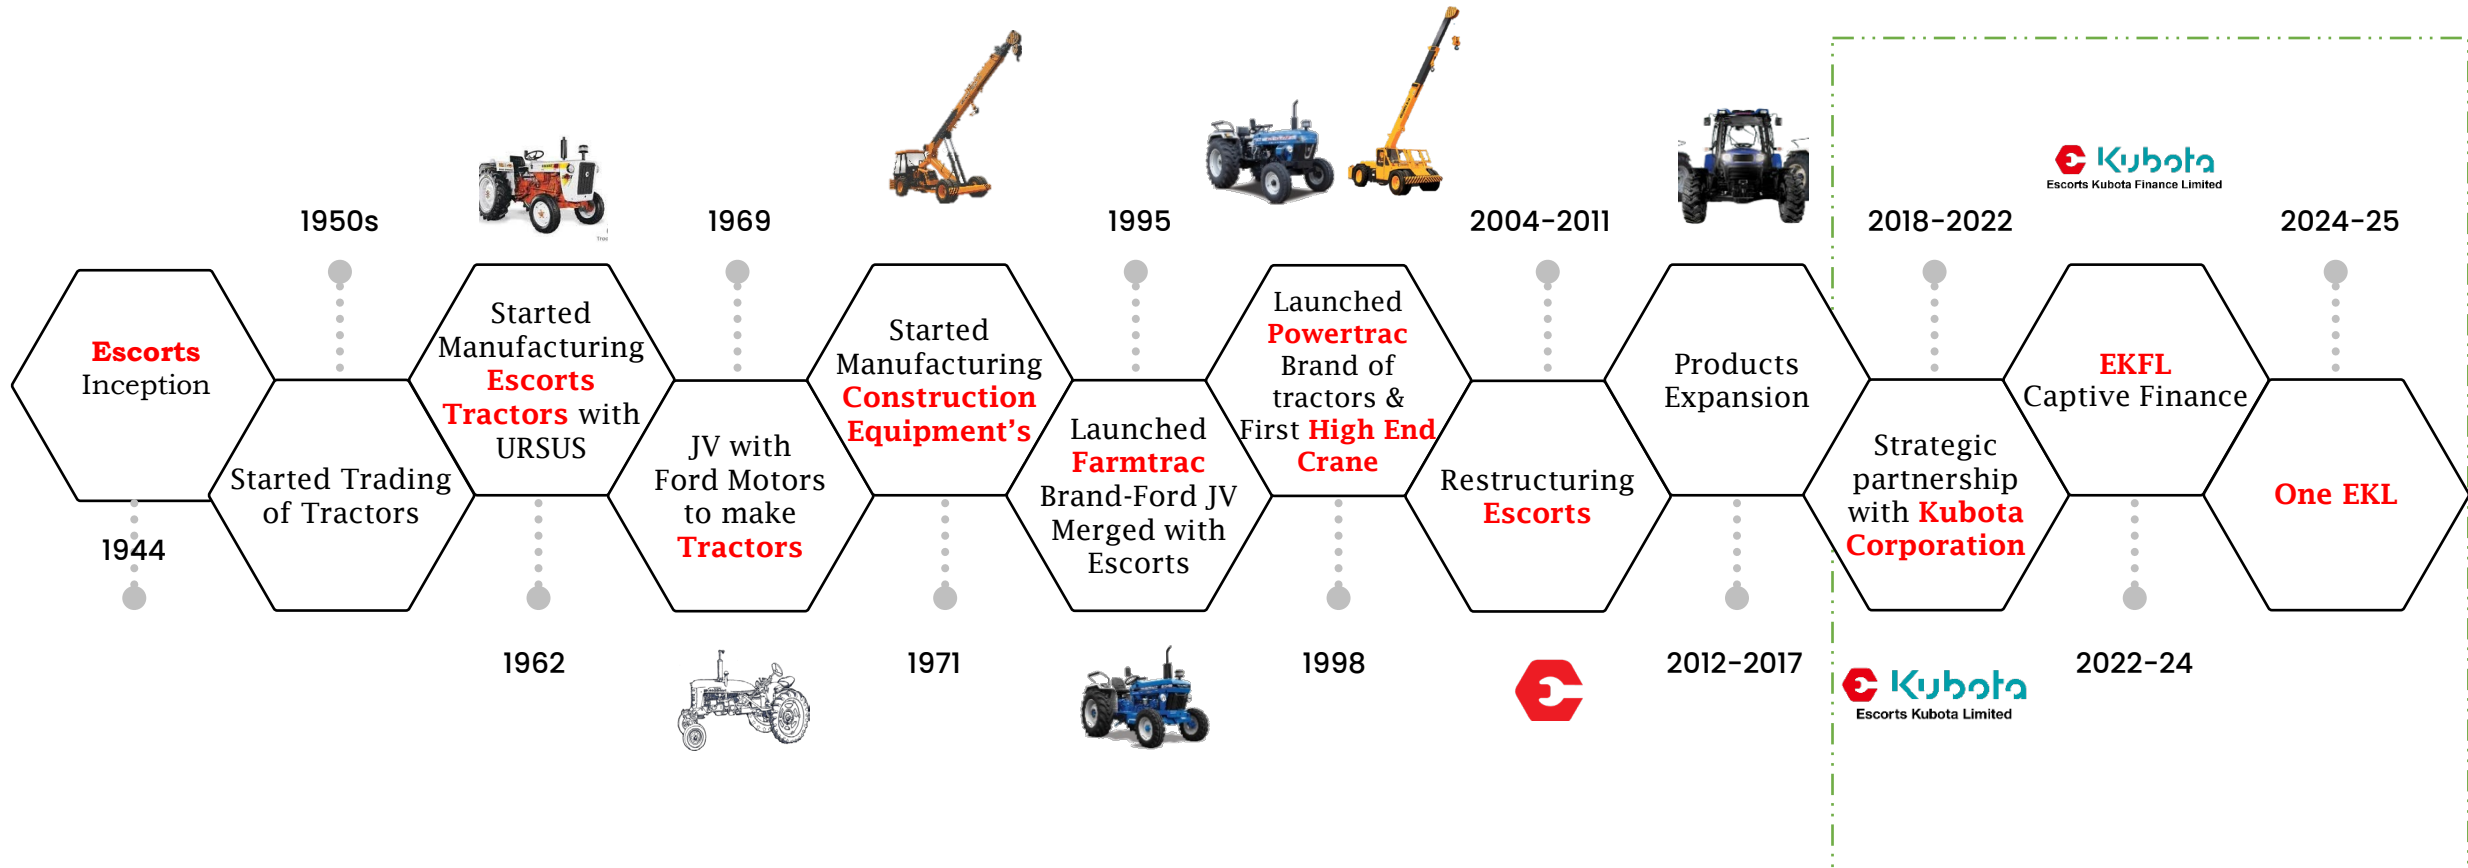 Escorts
Inception
1944
1950s
Started Trading
of Tractors
Started
Manufacturing
Escorts
Tractors with
URSUS
1962
1969
JV with
Ford Motors
to make
Tractors
Started
Manufacturing
Construction
Equipment’s
1971
1995
Launched
Farmtrac
Brand-Ford JV
Merged with
Escorts
Launched
Powertrac
Brand of
tractors &
First High End
Crane
1998
2004-2011
Restructuring
Escorts
Products
Expansion
2012-2017
2018-2022
Strategic
partnership
with Kubota
Corporation
Kubota
Escorts Kubota Limited
Kubota
Escorts Kubota Finance Limited
EKFL
Captive Finance
2022-24
2024-25
One EKL